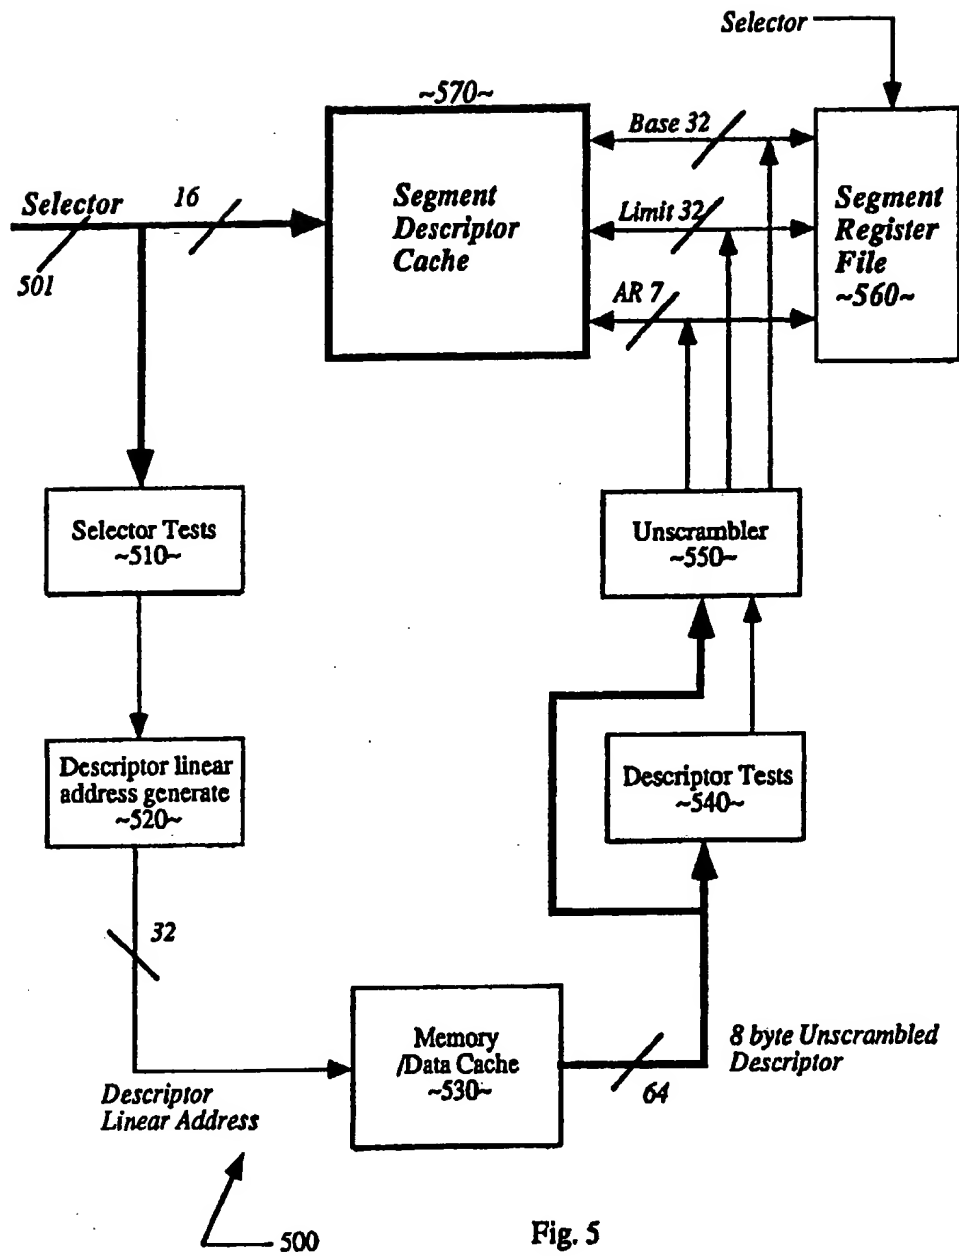 Selector
~570~
Base 32
Selector
16
Segment
Descriptor
Cache
Limit 32
Segment
Register
File
~560~
501
AR 7
Selector Tests
~510~
Unscrambler
~550~
Descriptor linear
address generate
~520~
Descriptor Tests
~540~
32
Memory
/Data Cache
~530~
8 byte Unscrambled
Descriptor
64
Descriptor
Linear Address
500
Fig. 5